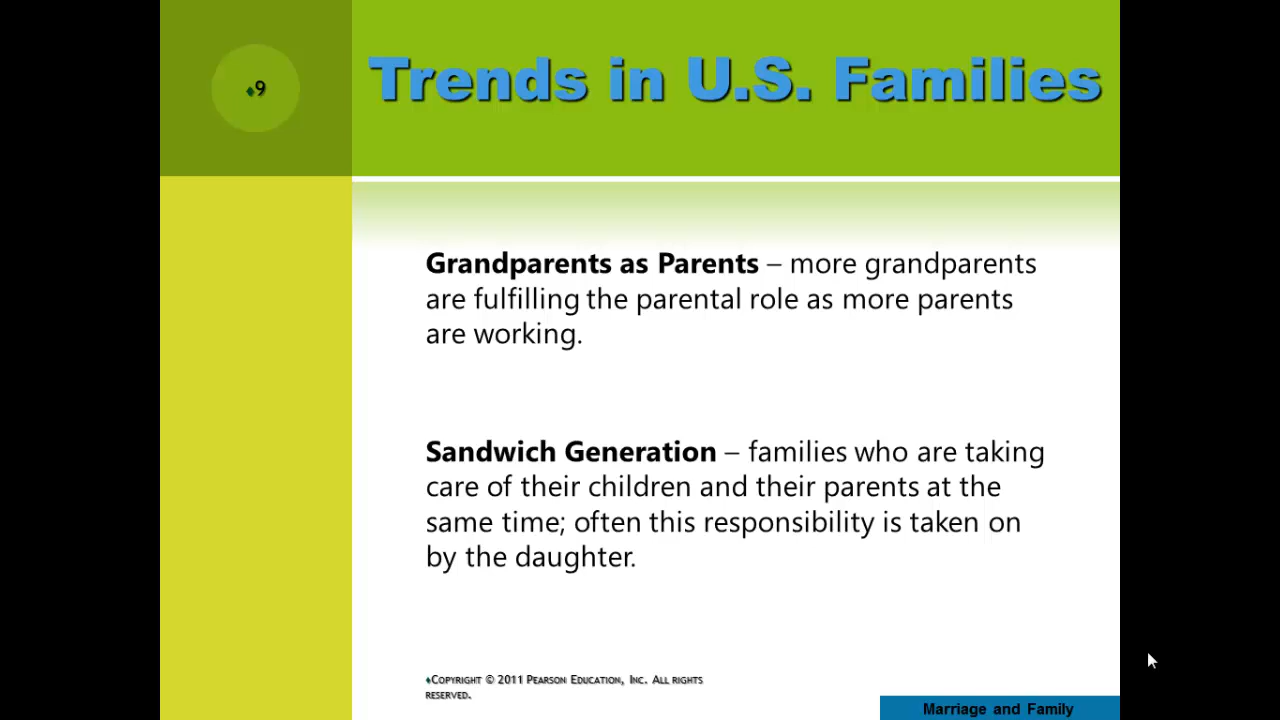 ♦9
Trends in U.S. Families
Grandparents as Parents – more grandparents
are fulfilling the parental role as more parents
are working.
Sandwich Generation – families who are taking
care of their children and their parents at the
same time; often this responsibility is taken on
by the daughter.
♦Copyright © 2011 Pearson Education, Inc. All rights
reserved.
Marriage and Family